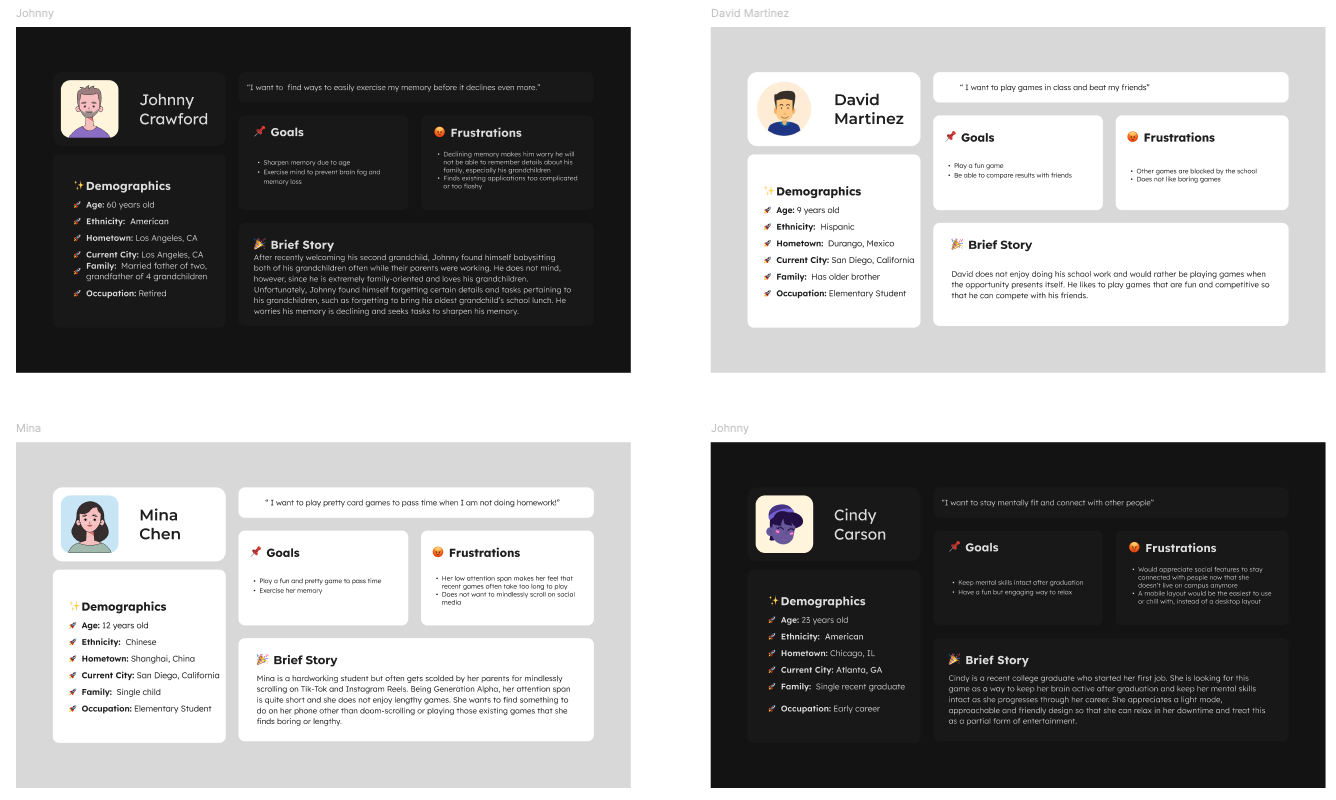 Johnny
Johnny
Crawford
"I want to find ways to easily exercise my memory before it declines even more."
Goals
Sharpen memory due to age
Exercise mind to prevent brain fog and
memory loss
Frustrations
Declining memory makes him worry he will
not be able to remember details about his
family, especially his grandchildren
Finds existing applications too complicated
or too flashy
Demographics
Age: 60 years old
Ethnicity: American
Hometown: Los Angeles, CA
Current City: Los Angeles, CA
Family: Married father of two,
grandfather of 4 grandchildren
Occupation: Retired
Brief Story
After recently welcoming his second grandchild, Johnny found himself babysitting
both of his grandchildren often while their parents were working. He does not mind,
however, since he is extremely family-oriented and loves his grandchildren.
Unfortunately, Johnny found himself forgetting certain details and tasks pertaining to
his grandchildren, such as forgetting to bring his oldest grandchild's school lunch. He
worries his memory is declining and seeks tasks to sharpen his memory.
David Martinez
David
Martinez
" I want to play games in class and beat my friends"
Goals
Play a fun game
Be able to compare results with friends
Frustrations
Other games are blocked by the school
Does not like boring games
Demographics
Age: 9 years old
Ethnicity: Hispanic
Hometown: Durango, Mexico
Current City: San Diego, California
Family: Has older brother
Occupation: Elementary Student
Brief Story
David does not enjoy doing his school work and would rather be playing games when
the opportunity presents itself. He likes to play games that are fun and competitive so
that he can compete with his friends.
Mina
Mina
Chen
" I want to play pretty card games to pass time when I am not doing homework!"
Goals
Play a fun and pretty game to pass time
Exercise her memory
Frustrations
Her low attention span makes her feel that
recent games often take too long to play
Does not want to mindlessly scroll on social
media
Demographics
Age: 12 years old
Ethnicity: Chinese
Hometown: Shanghai, China
Current City: San Diego, California
Family: Single child
Occupation: Elementary Student
Brief Story
Mina is a hardworking student but often gets scolded by her parents for mindlessly
scrolling on Tik-Tok and Instagram Reels. Being Generation Alpha, her attention span
is quite short and she does not enjoy lengthy games. She wants to find something to
do on her phone other than doom-scrolling or playing those existing games that she
finds boring or lengthy.
Johnny
Cindy
Carson
"I want to stay mentally fit and connect with other people"
Goals
Keep mental skills intact after graduation
Have a fun but engaging way to relax
Frustrations
Would appreciate social features to stay
connected with people now that she
doesn't live on campus anymore
A mobile layout would be the easiest to use
or chill with, instead of a desktop layout
Demographics
Age: 23 years old
Ethnicity: American
Hometown: Chicago, IL
Current City: Atlanta, GA
Family: Single recent graduate
Occupation: Early career
Brief Story
Cindy is a recent college graduate who started her first job. She is looking for this
game as a way to keep her brain active after graduation and keep her mental skills
intact as she progresses through her career. She appreciates a light mode,
approachable and friendly design so that she can relax in her downtime and treat this
as a partial form of entertainment.